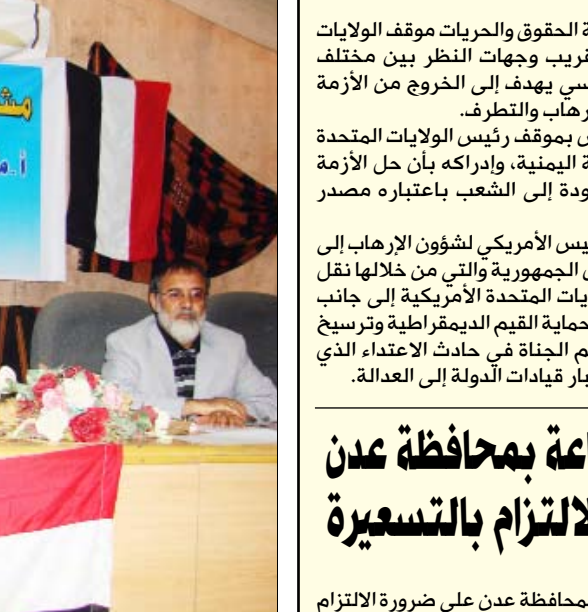 ة الحقوق والحريات موقف الولايات
قريب وجهات النظر بين مختلف
سي يهدف إلى الخروج من الأزمة
رهاب والتطرف.
ى بموقف رئيس الولايات المتحدة
ة اليمنية، وإدراكه بأن حل الأزمة
ودة إلى الشعب باعتباره مصدر
يس الأمريكي لشؤون الإرهاب إلى
ى الجمهورية والتي من خلالها نقل
يات المتحدة الأمريكية إلى جانب
حماية القيم الديمقراطية وترسيخ
م الجناة في حادث الاعتداء الذي
بار قيادات الدولة إلى العدالة.
اعة بمحافظة عدن
لالتزام بالتسعيرة
بمحافظة عدن على ضرورة الالتزام